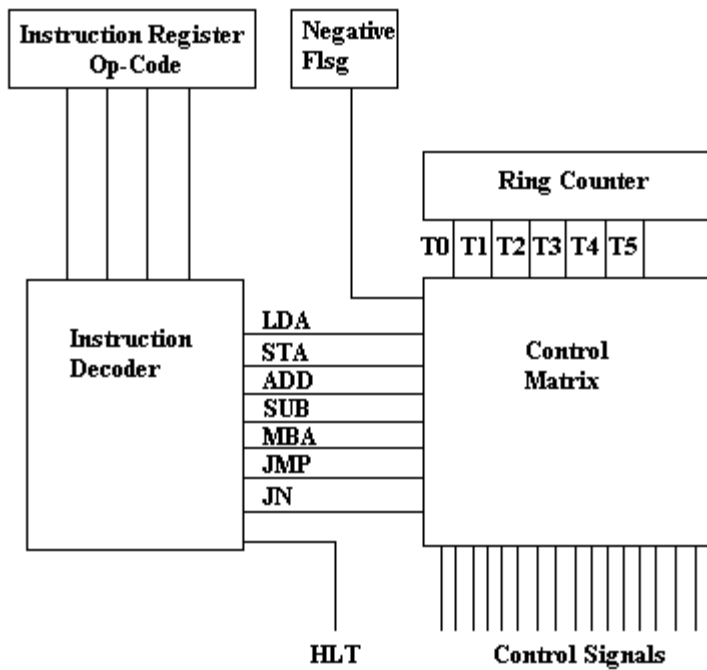 Instruction Register
Op-Code
Negative
Flsg
Ring Counter
T0 T1 T2 T3 T4 T5
Instruction
Decoder
LDA
STA
ADD
SUB
MBA
JMP
JN
Control
Matrix
HLT
Control Signals